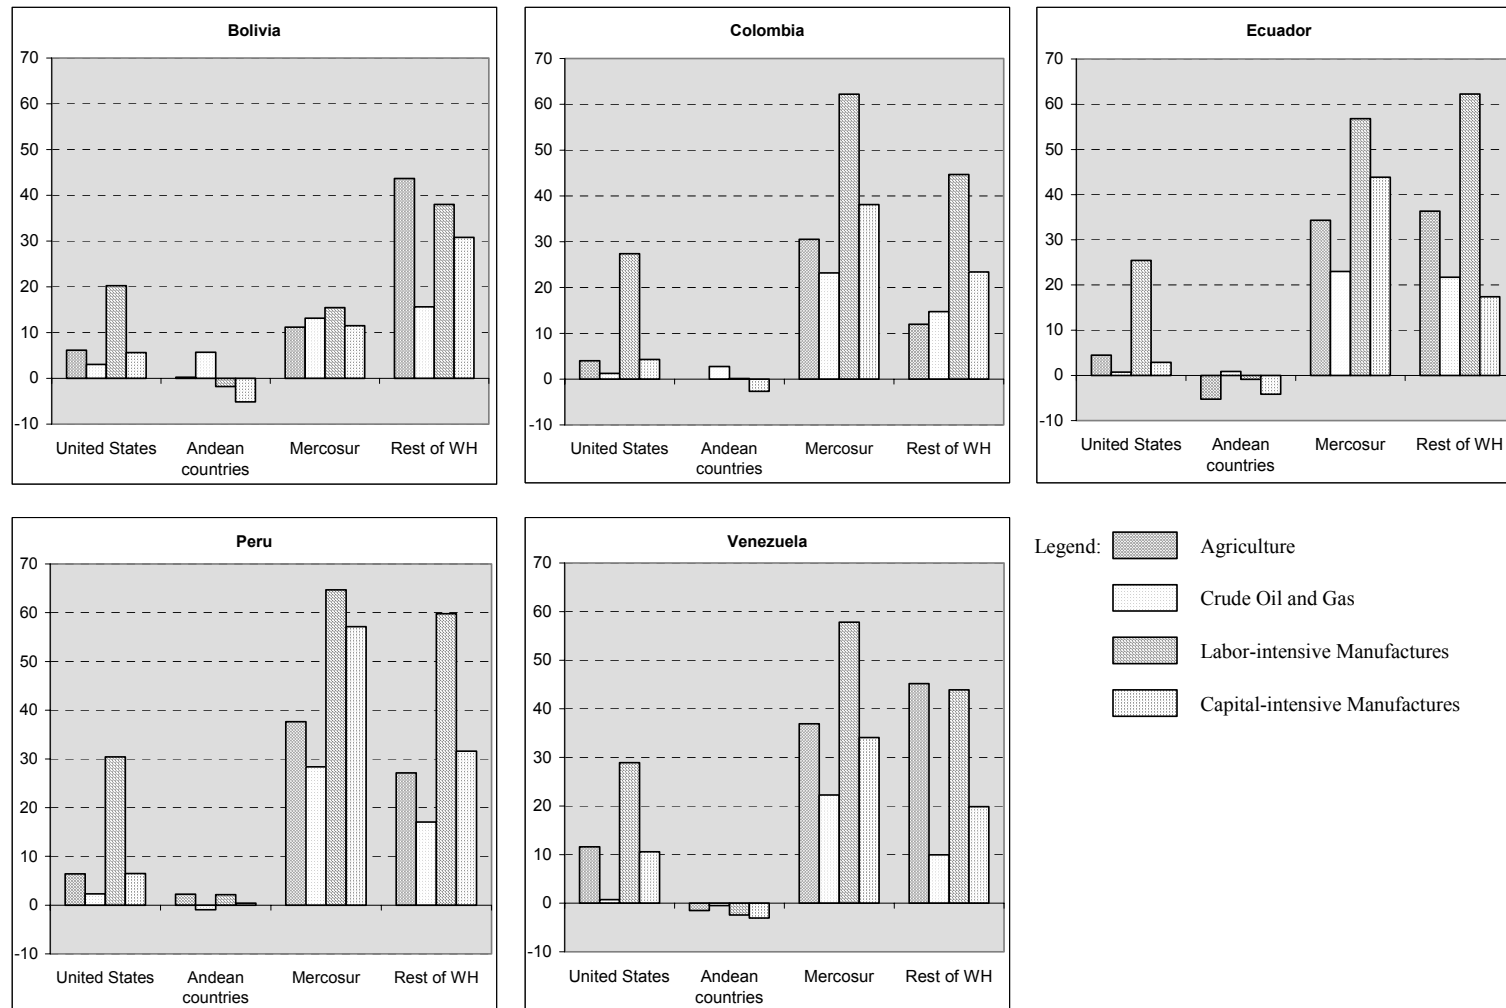 Bolivia
70
60
50
40
30
20
10
0
-10
United States
Andean
countries
Mercosur
Rest of WH
Colombia
70
60
50
40
30
20
10
0
-10
United States
Andean
countries
Mercosur
Rest of WH
Ecuador
70
60
50
40
30
20
10
0
-10
United States
Andean
countries
Mercosur
Rest of WH
Peru
70
60
50
40
30
20
10
0
-10
United States
Andean
countries
Mercosur
Rest of WH
Venezuela
70
60
50
40
30
20
10
0
-10
United States
Andean
countries
Mercosur
Rest of WH
Legend:
Agriculture
Crude Oil and Gas
Labor-intensive Manufactures
Capital-intensive Manufactures